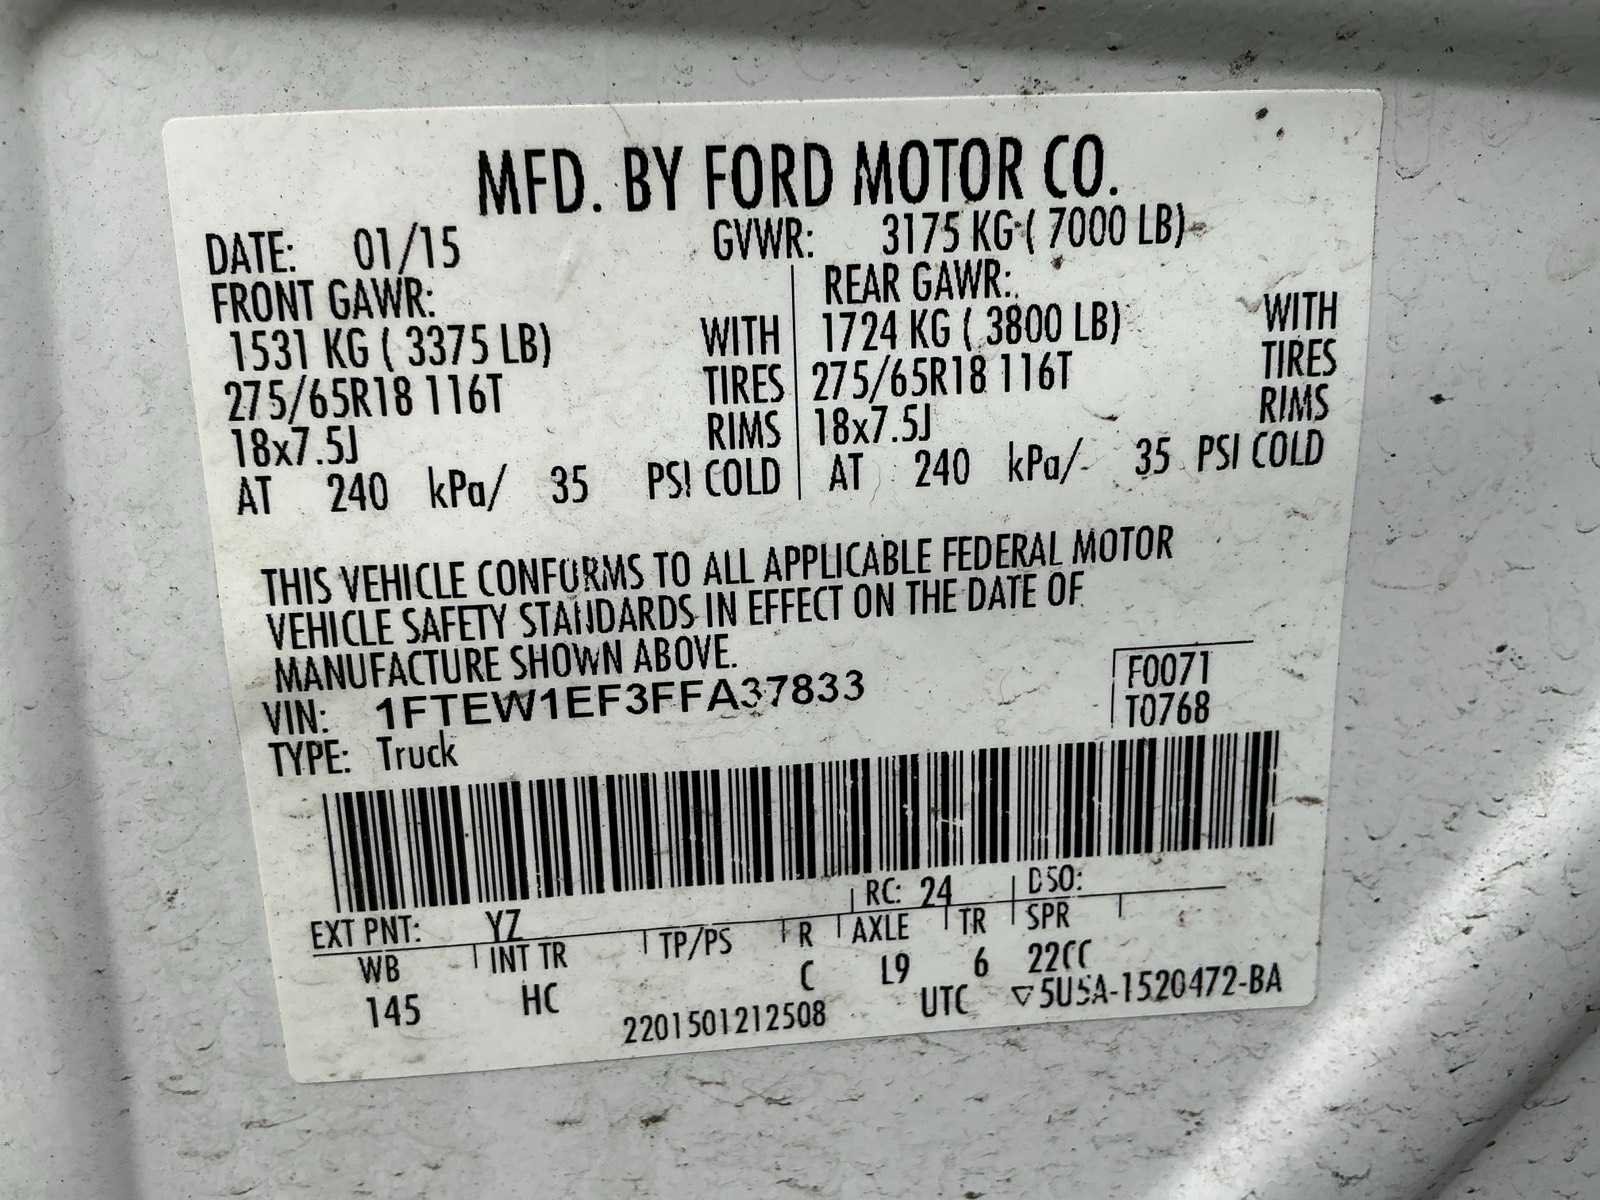 MFD. BY FORD MOTOR CO.
DATE: 01/15 GVWR: 3175 KG ( 7000 LB)
FRONT GAWR: REAR GAWR:
1531 KG ( 3375 LB) WITH 1724 KG ( 3800 LB) WITH
275/65R18 116T TIRES 275/65R18 116T TIRES
18x7.5J RIMS 18x7.5J RIMS
AT 240 kPa/ 35 PSI COLD AT 240 kPa/ 35 PSI COLD
THIS VEHICLE CONFORMS TO ALL APPLICABLE FEDERAL MOTOR
VEHICLE SAFETY STANDARDS IN EFFECT ON THE DATE OF
MANUFACTURE SHOWN ABOVE.
VIN: 1FTEW1EF3FFA37833 F0071
TYPE: Truck T0768
EXT PNT: YZ RC: 24 DSO:
WB INT TR TP/PS R AXLE TR SPR
145 HC C L9 6 22CC
2201501212508 UTC ▽5U5A-1520472-BA